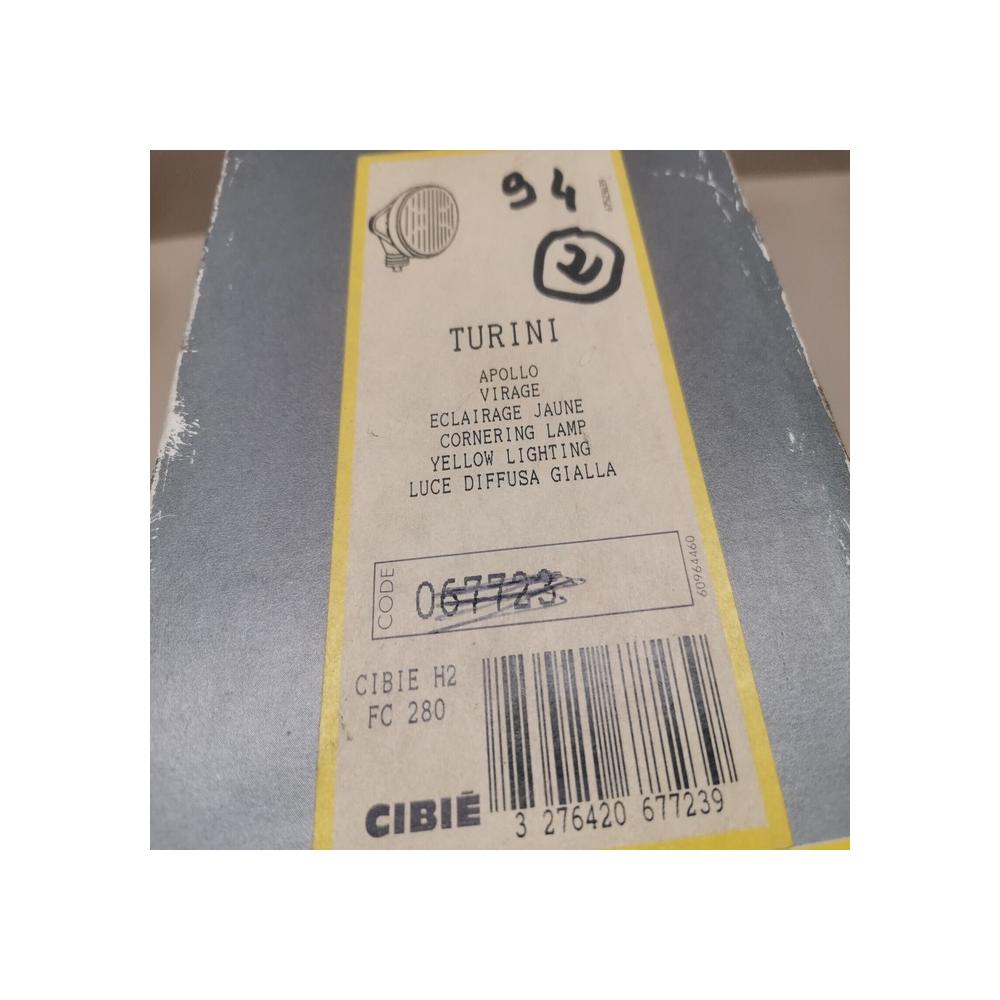 94
2
TURINI
APOLLO
VIRAGE
ECLAIRAGE JAUNE
CORNERING LAMP
YELLOW LIGHTING
LUCE DIFFUSA GIALLA
CODE
067723
60964460
CIBIE H2
FC 280
CIBIÉ
3 276420 677239